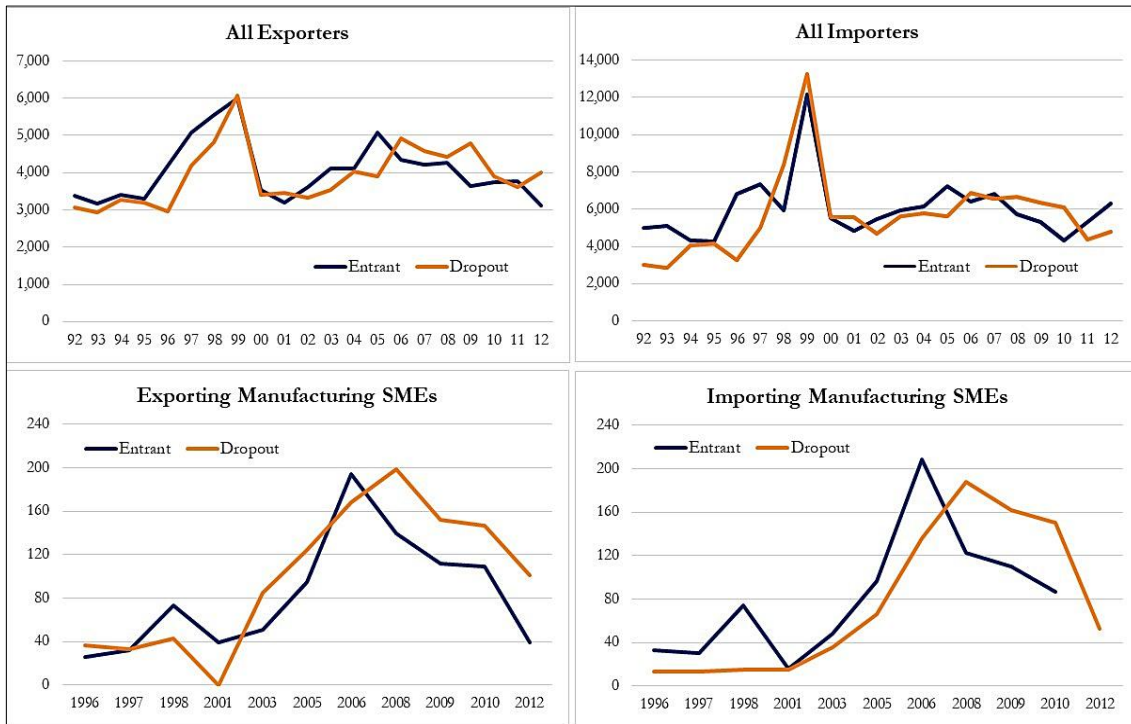 All Exporters
7,000
6,000
5,000
4,000
3,000
2,000
1,000
0
Entrant Dropout
92 93 94 95 96 97 98 99 00 01 02 03 04 05 06 07 08 09 10 11 12
All Importers
14,000
12,000
10,000
8,000
6,000
4,000
2,000
0
Entrant Dropout
92 93 94 95 96 97 98 99 00 01 02 03 04 05 06 07 08 09 10 11 12
Exporting Manufacturing SMEs
240
Entrant Dropout
200
160
120
80
40
0
1996 1997 1998 2001 2003 2005 2006 2008 2009 2010 2012
Importing Manufacturing SMEs
240
Entrant Dropout
200
160
120
80
40
0
1996 1997 1998 2001 2003 2005 2006 2008 2009 2010 2012